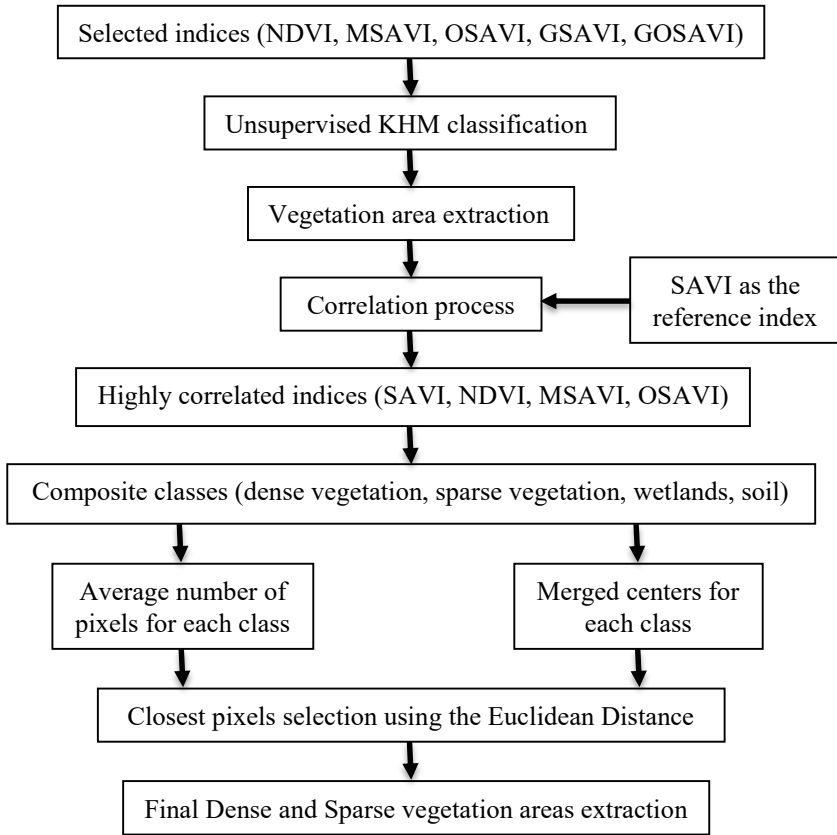 Selected indices (NDVI, MSAVI, OSAVI, GSAVI, GOSAVI)
Unsupervised KHM classification
Vegetation area extraction
Correlation process
SAVI as the
reference index
Highly correlated indices (SAVI, NDVI, MSAVI, OSAVI)
Composite classes (dense vegetation, sparse vegetation, wetlands, soil)
Average number of
pixels for each class
Merged centers for
each class
Closest pixels selection using the Euclidean Distance
Final Dense and Sparse vegetation areas extraction